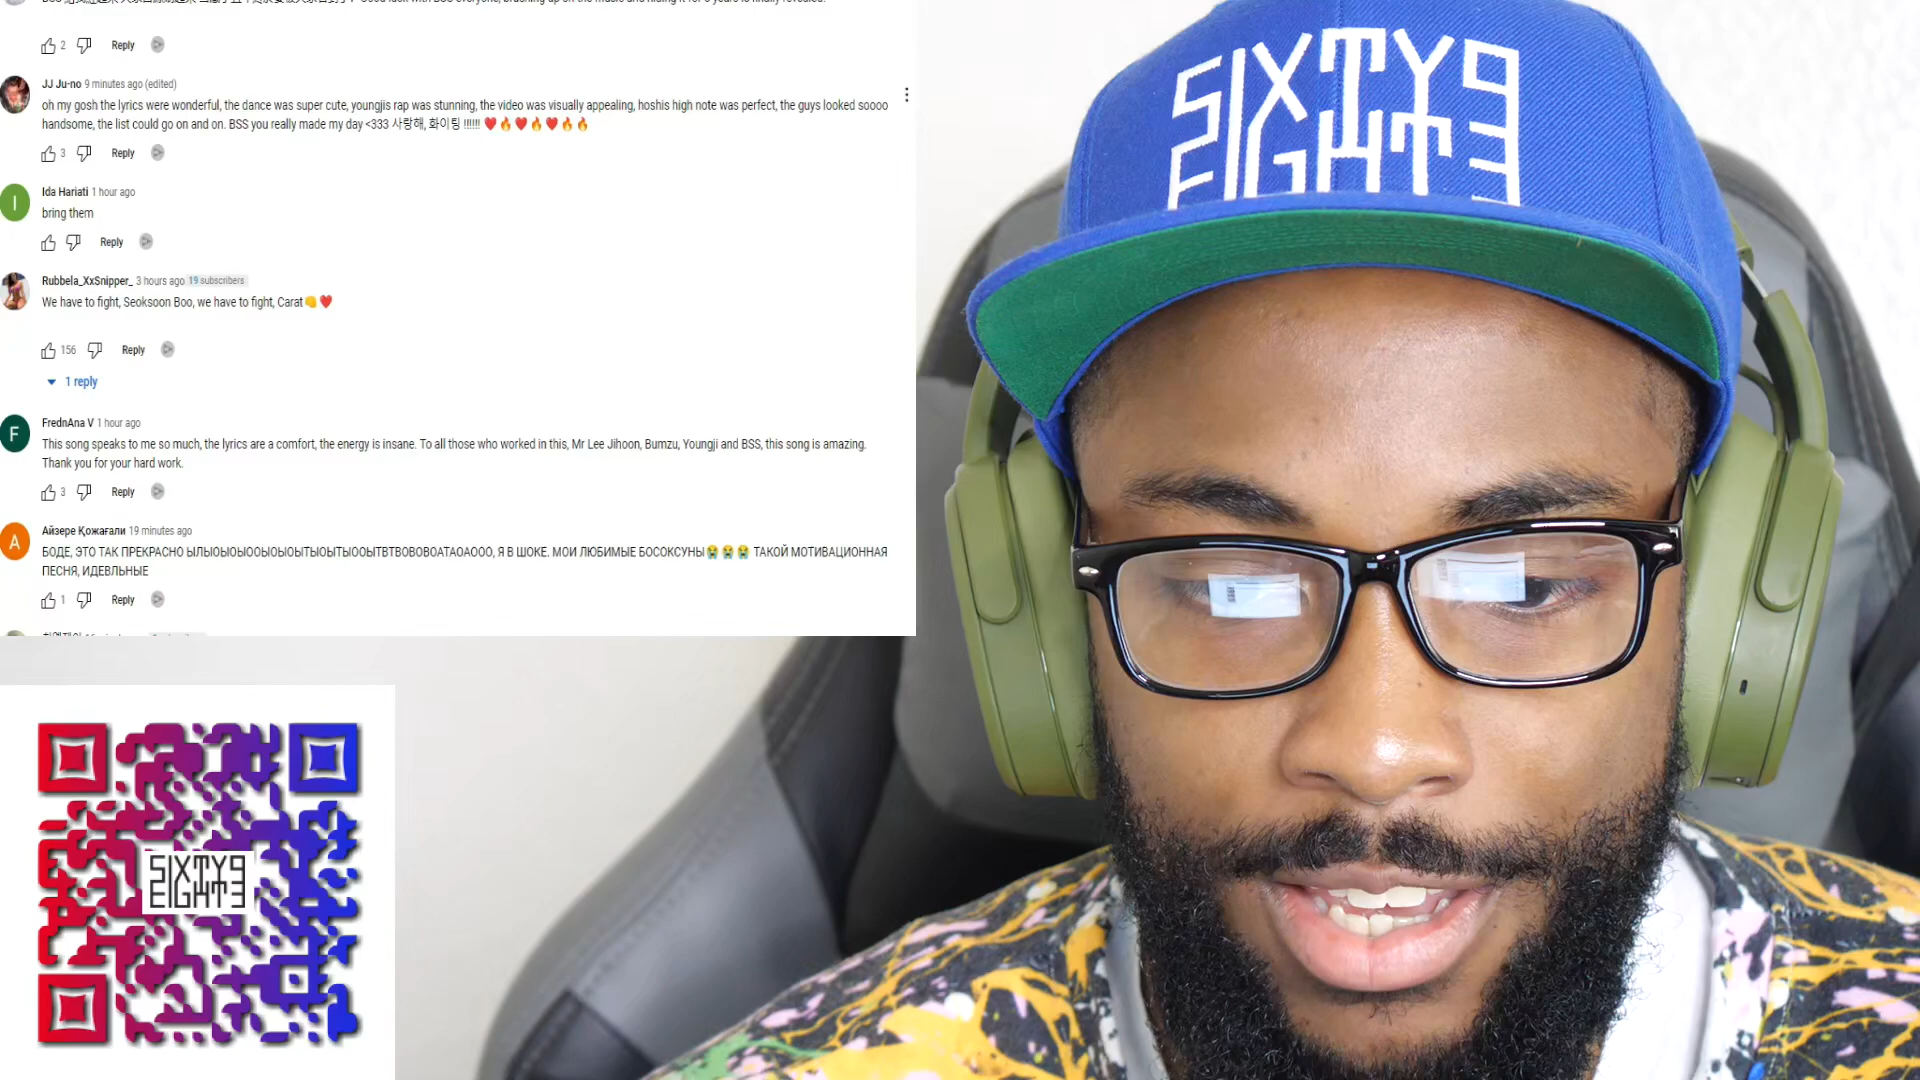 JJ Ju-no 9 minutes ago (edited)
oh my gosh the lyrics were wonderful, the dance was super cute, youngjis rap was stunning, the video was visually appealing, hoshis high note was perfect, the guys looked soooo
handsome, the list could go on and on. BSS you really made my day <333 사랑해, 화이팅 !!!!!! ❤️🔥❤️🔥❤️🔥🔥
3 Reply
Ida Hariati 1 hour ago
bring them
Reply
Rubbela_XxSnipper_ 3 hours ago 19 subscribers
We have to fight, Seoksoon Boo, we have to fight, Carat👊❤️
156 Reply
1 reply
FrednAna V 1 hour ago
This song speaks to me so much, the lyrics are a comfort, the energy is insane. To all those who worked in this, Mr Lee Jihoon, Bumzu, Youngji and BSS, this song is amazing.
Thank you for your hard work.
3 Reply
Айзере Қожағали 19 minutes ago
БОДЕ, ЭТО ТАК ПРЕКРАСНО ЫЛЫОЫОЫООЫОЫОЫТЫОЫТЫООЫТВТВОВОВОАТАОАООО, Я В ШОКЕ. МОИ ЛЮБИМЫЕ БОСОКСУНЫ😭😭😭 ТАКОЙ МОТИВАЦИОННАЯ
ПЕСНЯ, ИДЕВЛЬНЫЕ
1 Reply
2 Reply
SIXTY9
EIGHT3
SIXTY9
EIGHT3